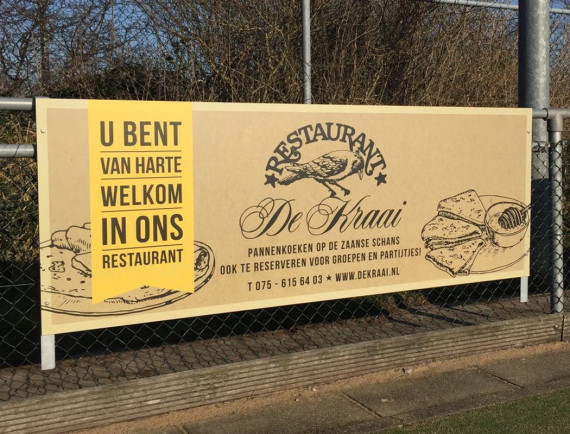 U BENT
VAN HARTE
WELKOM
IN ONS
RESTAURANT
RESTAURANT
De Kraai
PANNENKOEKEN OP DE ZAANSE SCHANS
OOK TE RESERVEREN VOOR GROEPEN EN PARTIJTJES!
T 075 - 615 64 03 ★ WWW.DEKRAAI.NL